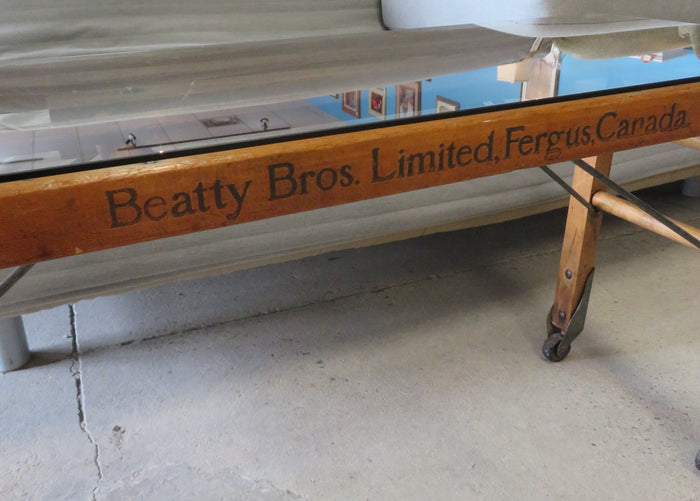 Beatty Bros. Limited, Fergus, Canada.